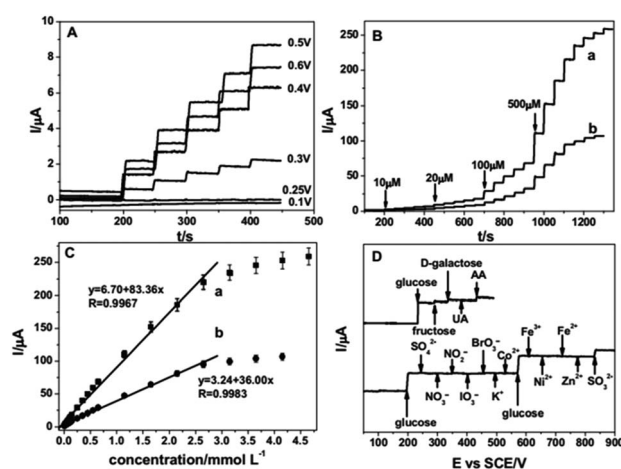 A
I/μA
10
8
6
4
2
0
0.5V
0.6V
0.4V
0.3V
0.25V
0.1V
100
200
300
400
500
t/s
B
I/μA
250
200
150
100
50
0
a
b
10μM
20μM
100μM
500μM
200
400
600
800
1000
1200
t/s
C
I/μA
250
200
150
100
50
0
y=6.70+83.36x
R=0.9967
a
b
y=3.24+36.00x
R=0.9983
0.0 0.5 1.0 1.5 2.0 2.5 3.0 3.5 4.0 4.5
concentration/mmol L⁻¹
D
I/μA
D-galactose
glucose
AA
fructose
UA
SO₄²⁻
NO₂⁻
BrO₃⁻
Co²⁺
Fe³⁺
Fe²⁺
NO₃⁻
IO₃⁻
K⁺
Ni²⁺
Zn²⁺
SO₃²⁻
glucose
glucose
100 200 300 400 500 600 700 800 900
E vs SCE/V